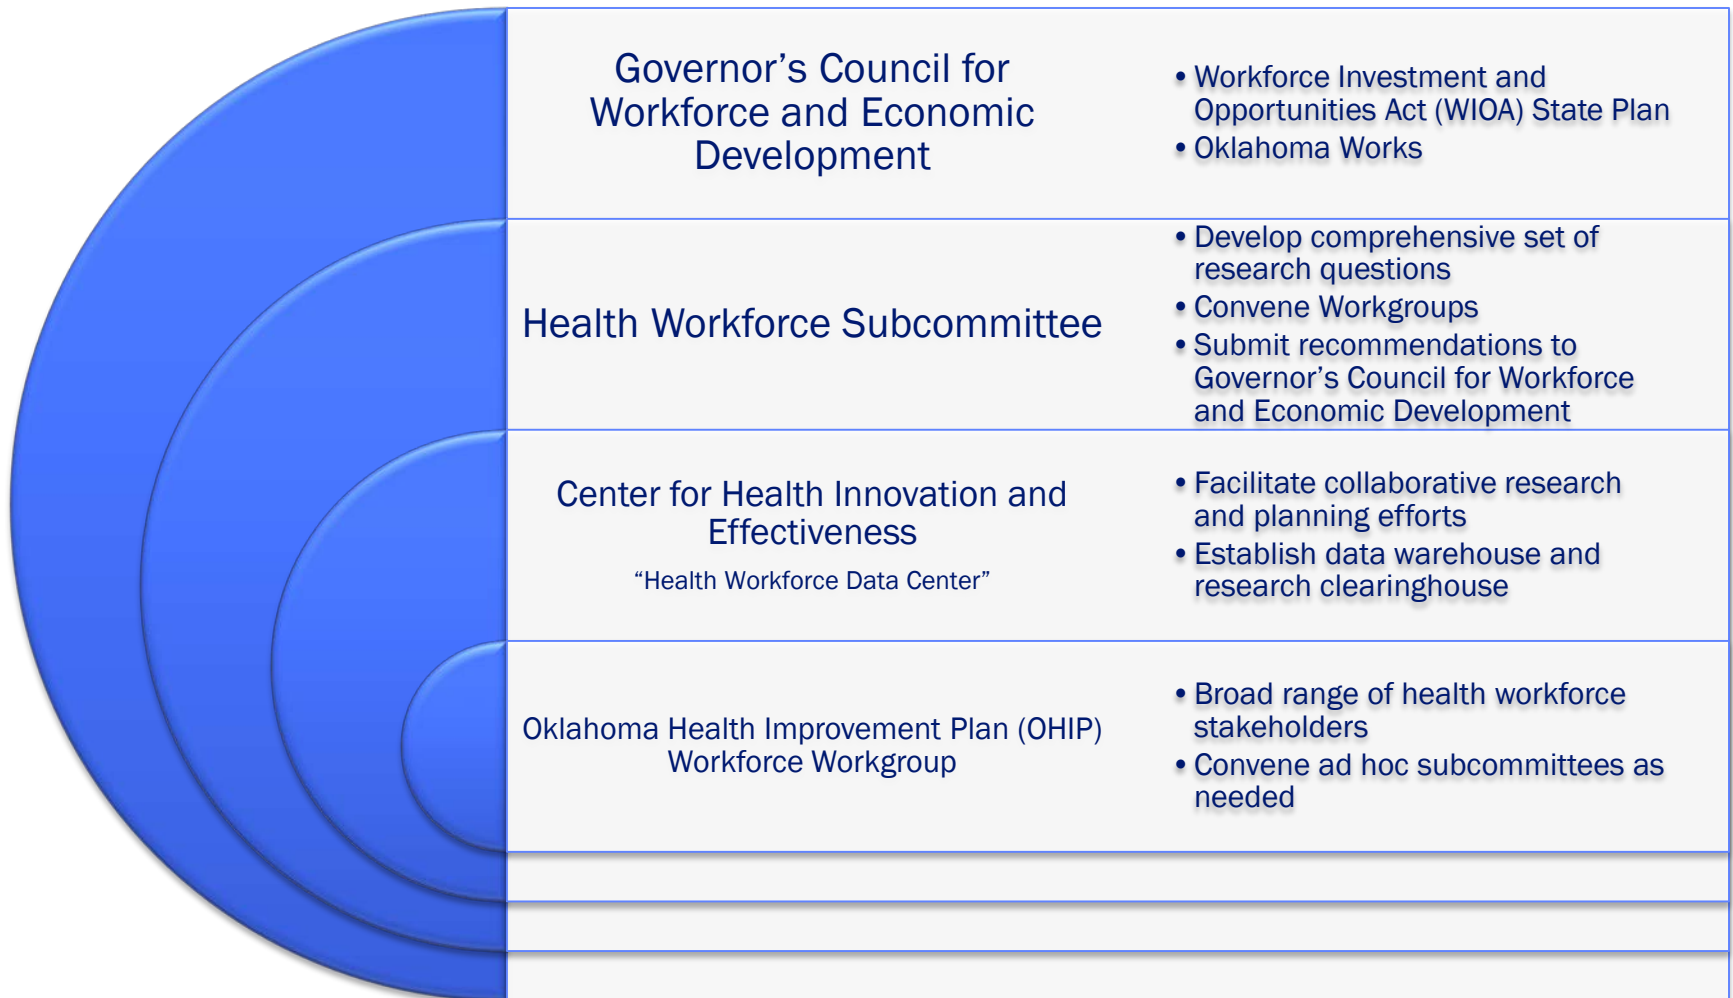 Governor’s Council for
Workforce and Economic
Development
• Workforce Investment and
Opportunities Act (WIOA) State Plan
• Oklahoma Works
Health Workforce Subcommittee
• Develop comprehensive set of
research questions
• Convene Workgroups
• Submit recommendations to
Governor’s Council for Workforce
and Economic Development
Center for Health Innovation and
Effectiveness
“Health Workforce Data Center”
• Facilitate collaborative research
and planning efforts
• Establish data warehouse and
research clearinghouse
Oklahoma Health Improvement Plan (OHIP)
Workforce Workgroup
• Broad range of health workforce
stakeholders
• Convene ad hoc subcommittees as
needed